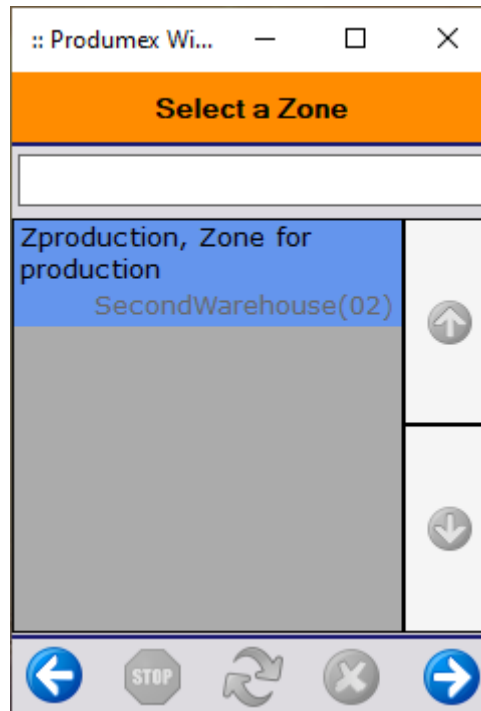 :: Produmex Wi...
Select a Zone
Zproduction, Zone for
production
SecondWarehouse(02)
STOP